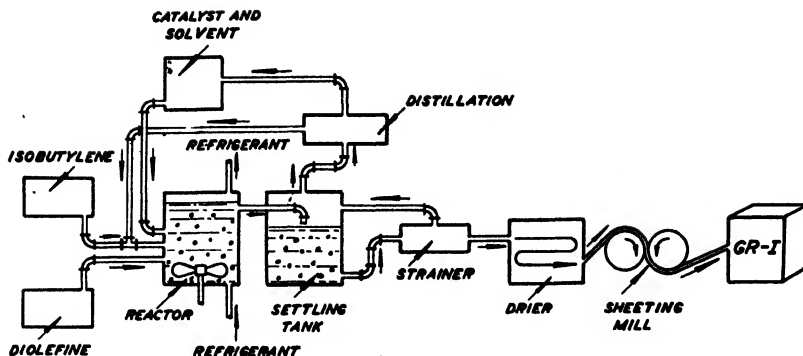 CATALYST AND
SOLVENT
DISTILLATION
REFRIGERANT
ISOBUTYLENE
GR-I
STRAINER
REACTOR
SETTLING
TANK
DRIER
SHEETING
MILL
DIOLEFINE
REFRIGERANT